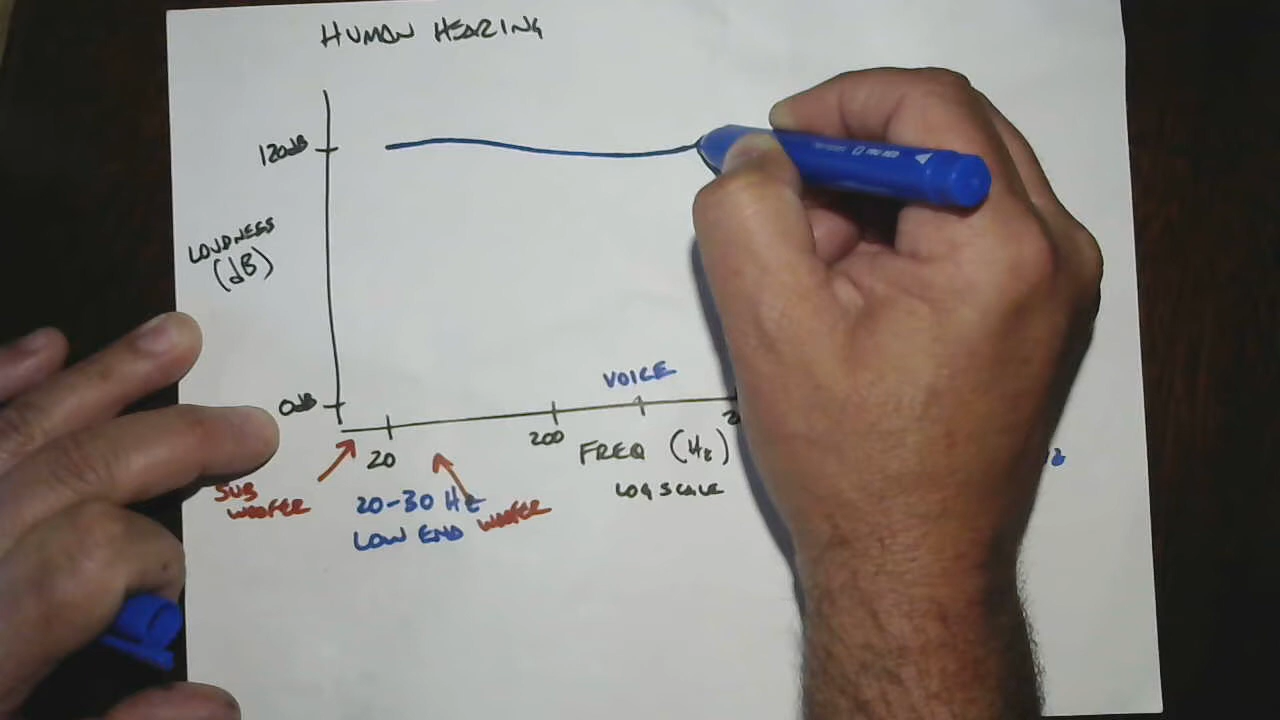 HUMAN HEARING
120dB
LOUDNESS
(dB)
VOICE
0dB
20
200
FREQ (Hz)
LOG SCALE
SUB
WOOFER
20-30 Hz
LOW END
WOOFER